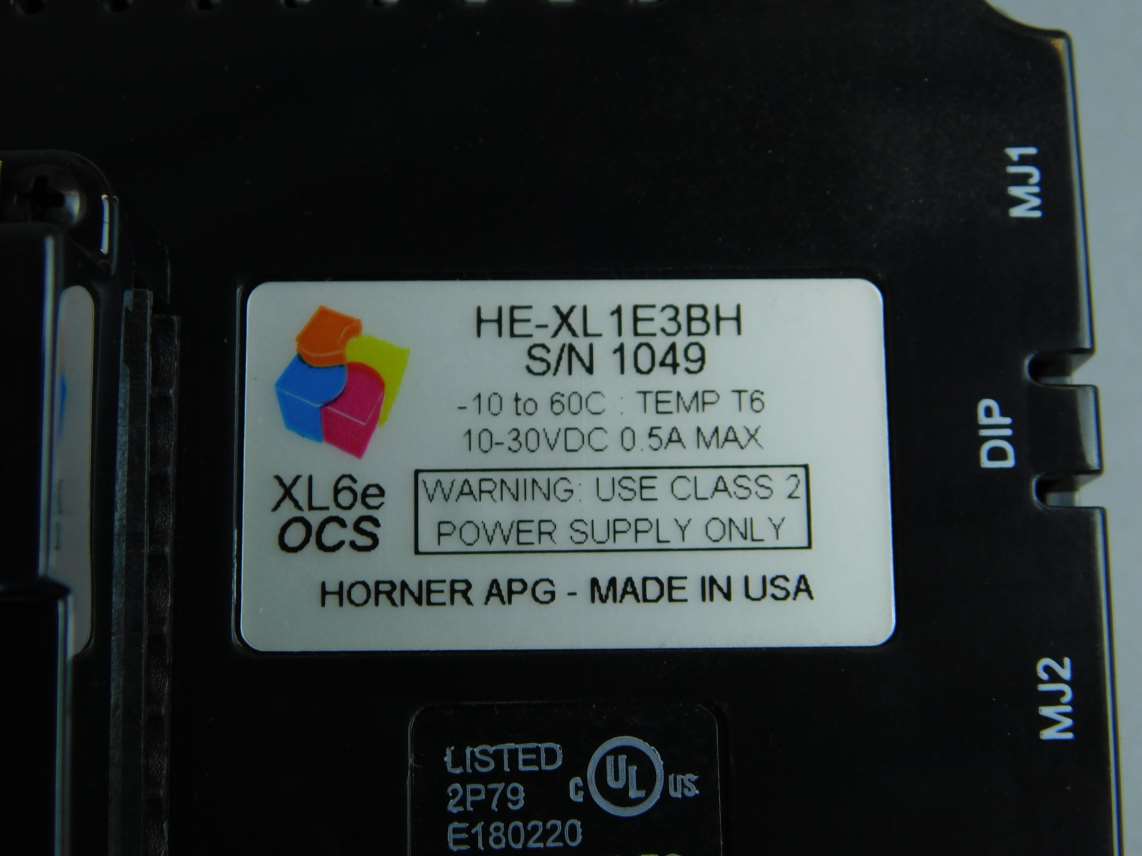 MJ1
HE-XL1E3BH
S/N 1049
-10 to 60C : TEMP T6
10-30VDC 0.5A MAX
XL6e
OCS
WARNING: USE CLASS 2
POWER SUPPLY ONLY
HORNER APG - MADE IN USA
DIP
MJ2
LISTED
2P79
E180220
C UL US